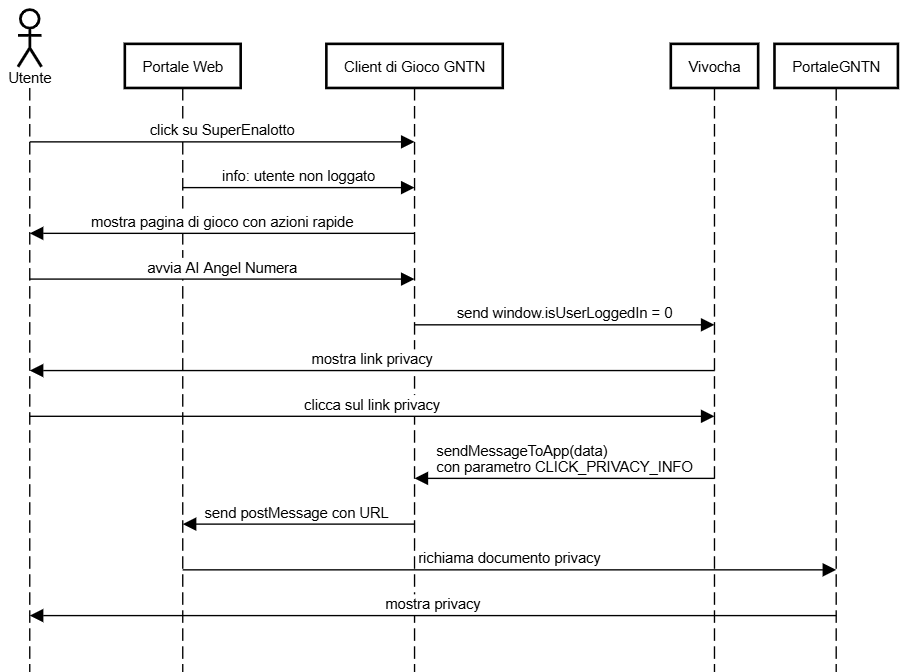 Utente
Portale Web
Client di Gioco GNTN
Vivocha
PortaleGNTN
click su SuperEnalotto
info: utente non loggato
mostra pagina di gioco con azioni rapide
avvia AI Angel Numera
send window.isUserLoggedIn = 0
mostra link privacy
clicca sul link privacy
sendMessageToApp(data)
con parametro CLICK_PRIVACY_INFO
send postMessage con URL
richiama documento privacy
mostra privacy